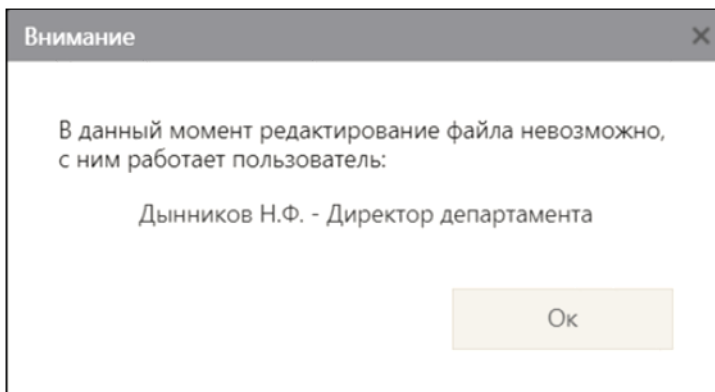 Внимание
В данный момент редактирование файла невозможно,
с ним работает пользователь:
Дынников Н.Ф. - Директор департамента
Ок